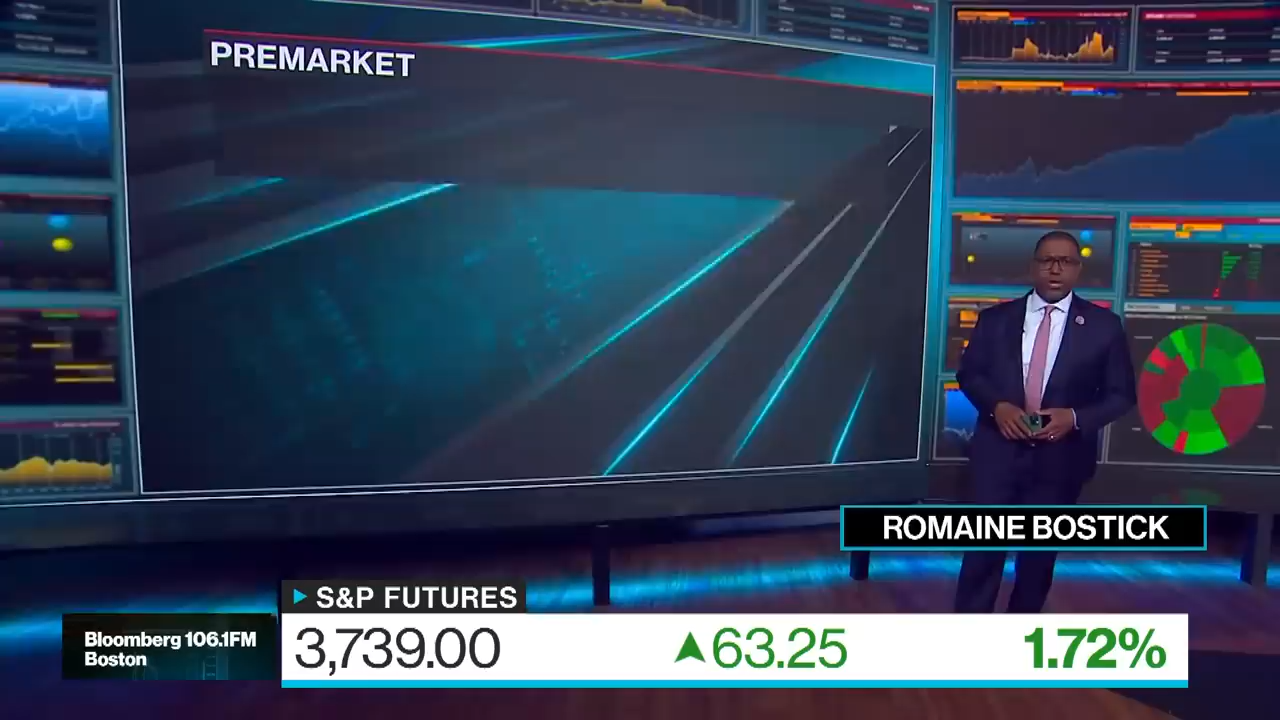 PREMARKET
ROMAINE BOSTICK
S&P FUTURES
3,739.00 ▲63.25 1.72%
Bloomberg 106.1FM
Boston